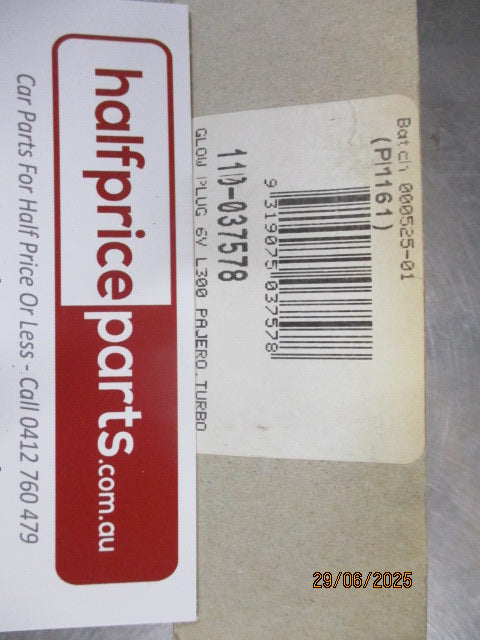 halfpriceparts.com.au
Car Parts For Half Price Or Less - Call 0412 760 479
Batch 000525-01
(PM161)
9 319075 037578
110-037578
GLOW PLUG 6V L300 PAJERO.TURBO
29/06/2025